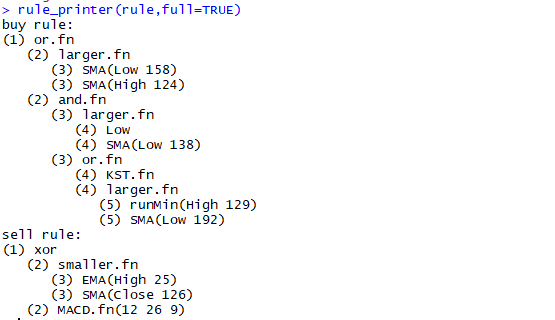 > rule_printer(rule,full=TRUE)
buy rule:
(1) or.fn
(2) larger.fn
(3) SMA(Low 158)
(3) SMA(High 124)
(2) and.fn
(3) larger.fn
(4) Low
(4) SMA(Low 138)
(3) or.fn
(4) KST.fn
(4) larger.fn
(5) runMin(High 129)
(5) SMA(Low 192)
sell rule:
(1) xor
(2) smaller.fn
(3) EMA(High 25)
(3) SMA(Close 126)
(2) MACD.fn(12 26 9)